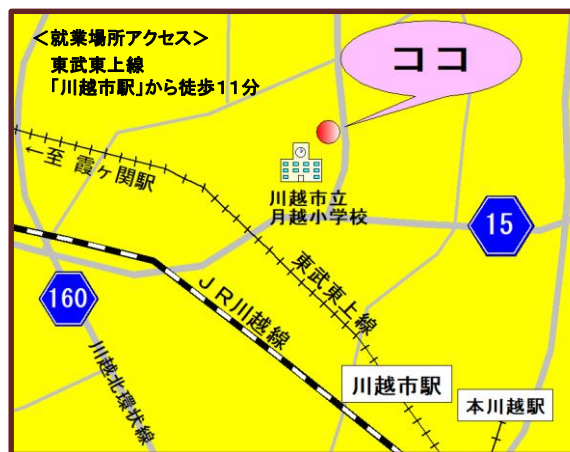 ＜就業場所アクセス＞
東武東上線
「川越市駅」から徒歩１１分
ココ
←至 霞ヶ関駅
川越市立
月越小学校
15
東武東上線
ＪＲ川越線
160
川越北環状線
川越市駅
本川越駅